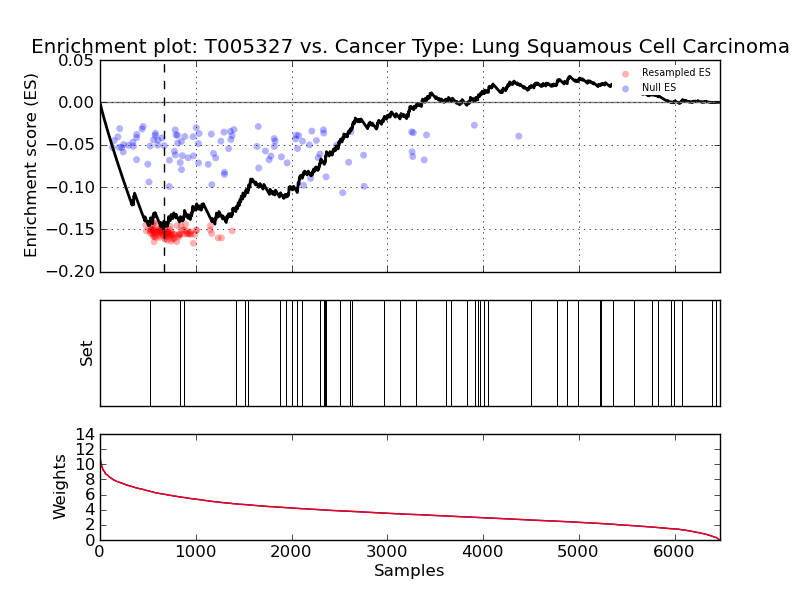 Enrichment plot: T005327 vs. Cancer Type: Lung Squamous Cell Carcinoma
Enrichment score (ES)
0.05
0.00
−0.05
−0.10
−0.15
−0.20
Resampled ES
Null ES
Set
Weights
14
12
10
8
6
4
2
0
0 1000 2000 3000 4000 5000 6000
Samples